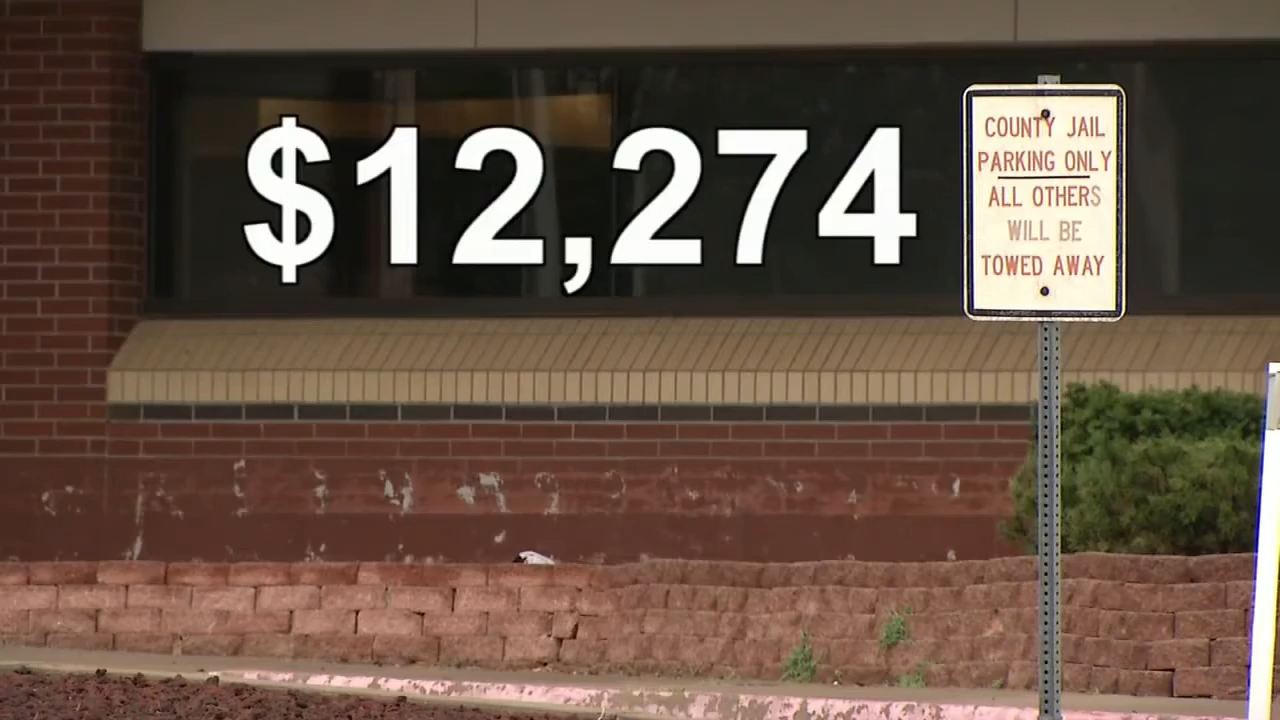 $12,274
COUNTY JAIL
PARKING ONLY
ALL OTHERS
WILL BE
TOWED AWAY